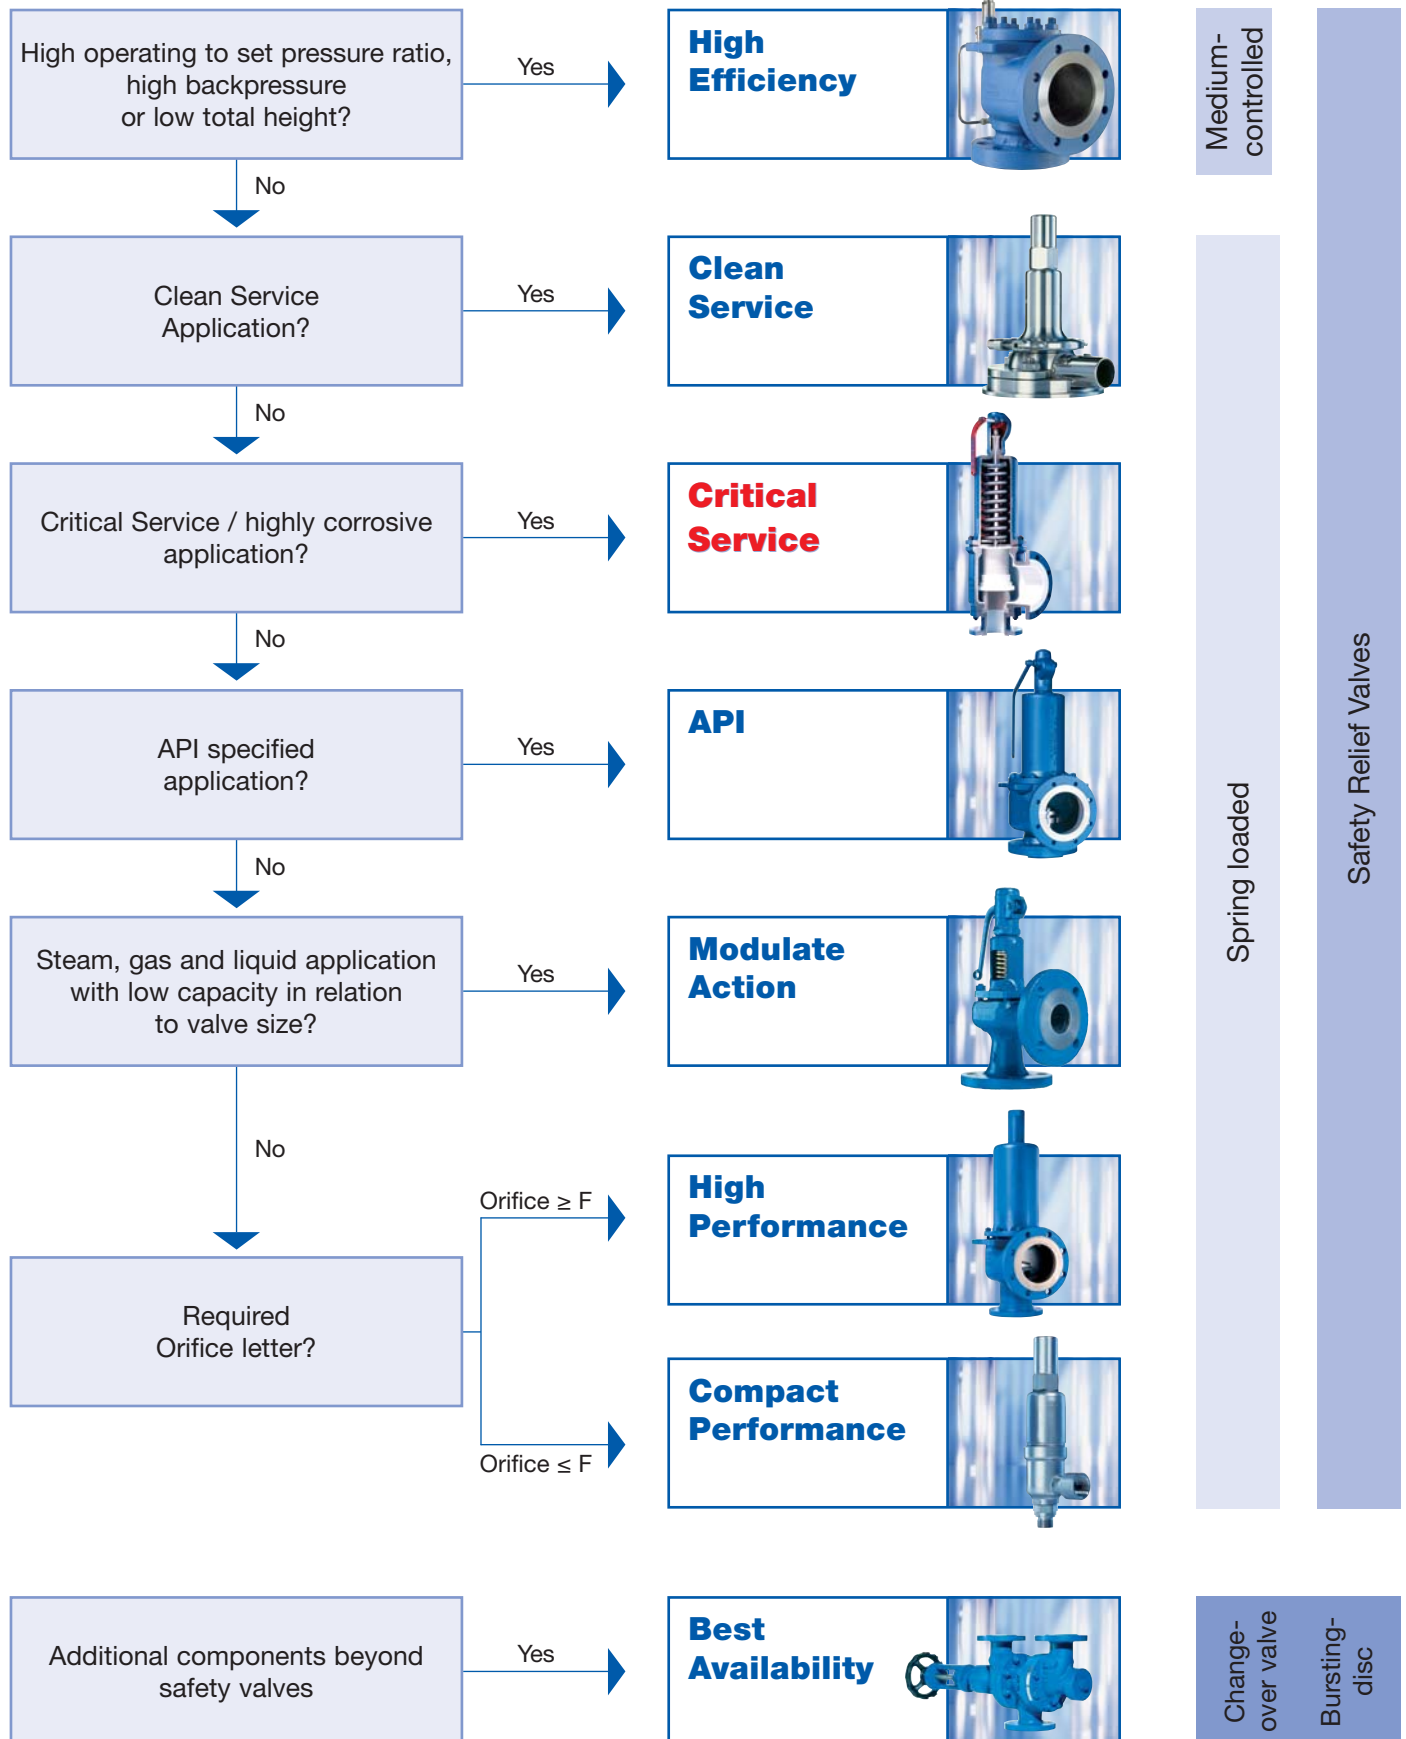 High operating to set pressure ratio,
high backpressure
or low total height?
Yes
High
Efficiency
Medium-
controlled
No
Clean Service
Application?
Yes
Clean
Service
No
Critical Service / highly corrosive
application?
Yes
Critical
Service
No
API specified
application?
Yes
API
No
Steam, gas and liquid application
with low capacity in relation
to valve size?
Yes
Modulate
Action
No
Required
Orifice letter?
Orifice ≥ F
High
Performance
Orifice ≤ F
Compact
Performance
Spring loaded
Safety Relief Valves
Additional components beyond
safety valves
Yes
Best
Availability
Change-
over valve
Bursting-
disc